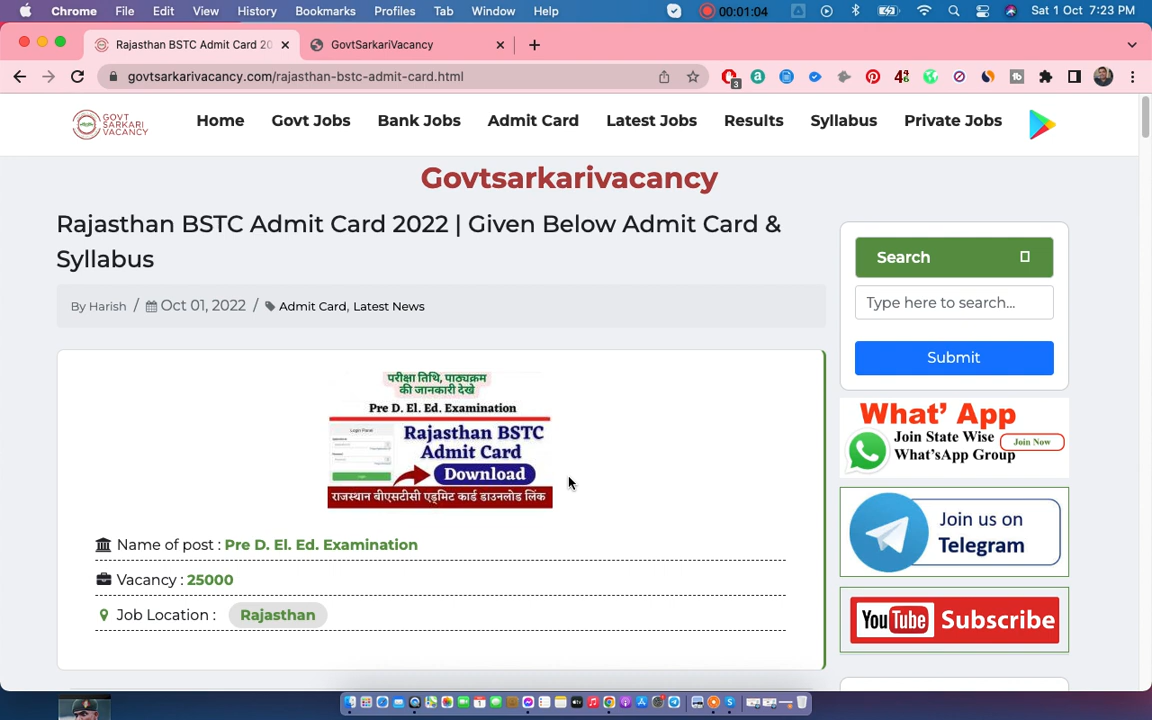 Chrome File Edit View History Bookmarks Profiles Tab Window Help 00:01:04 Sat 1 Oct 7:23 PM
Rajasthan BSTC Admit Card 20 GovtSarkariVacancy
govtsarkarivacancy.com/rajasthan-bstc-admit-card.html
3
GOVT
SARKARI
VACANCY
Home Govt Jobs Bank Jobs Admit Card Latest Jobs Results Syllabus Private Jobs
Govtsarkarivacancy
Rajasthan BSTC Admit Card 2022 | Given Below Admit Card &
Syllabus
By Harish / Oct 01, 2022 / Admit Card, Latest News
परीक्षा तिथि, पाठ्यक्रम
की जानकारी देखे
Pre D. El. Ed. Examination
Login Panel
Rajasthan BSTC
Admit Card
Download
राजस्थान बीएसटीसी एड्मिट कार्ड डाउनलोड लिंक
Name of post : Pre D. El. Ed. Examination
Vacancy : 25000
Job Location : Rajasthan
Search
Type here to search...
Submit
What' App
Join State Wise
What'sApp Group
Join Now
Join us on
Telegram
YouTube Subscribe